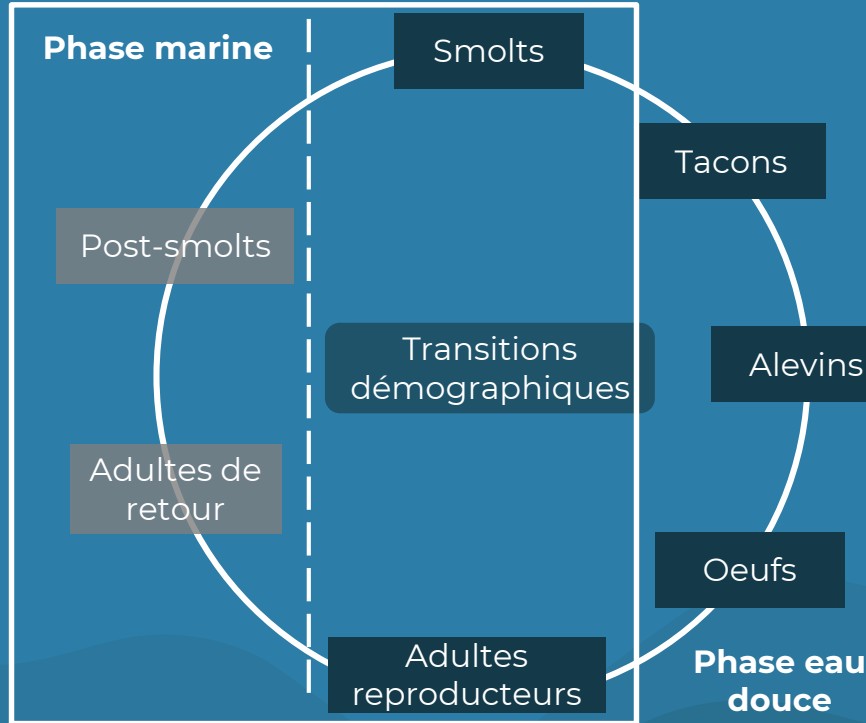 Phase marine
Smolts
Tacons
Post-smolts
Transitions
démographiques
Alevins
Adultes de
retour
Oeufs
Adultes
reproducteurs
Phase eau
douce